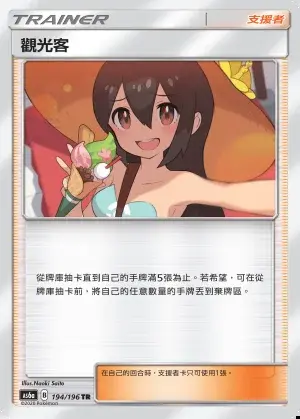 TRAINER
支援者
觀光客
從牌庫抽卡直到自己的手牌滿5張為止。若希望，可在從
牌庫抽卡前，將自己的任意數量的手牌丟到棄牌區。
Illus.Naoki Saito
在自己的回合時，支援者卡只可使用1張。
AS6a
194/196 TR